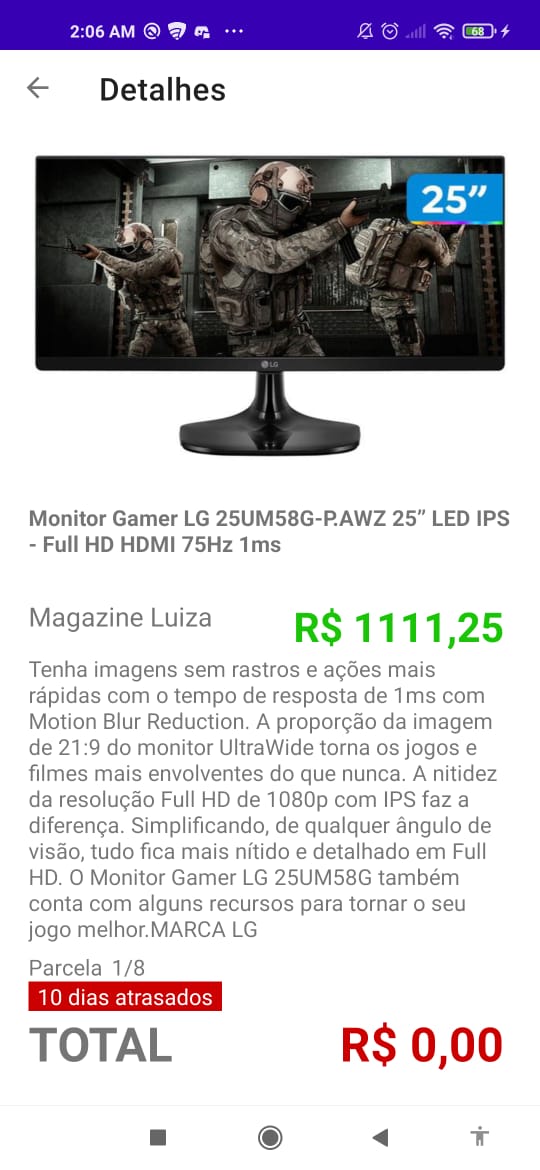 2:06 AM
68
Detalhes
25”
LG
Monitor Gamer LG 25UM58G-P.AWZ 25” LED IPS
- Full HD HDMI 75Hz 1ms
Magazine Luiza
R$ 1111,25
Tenha imagens sem rastros e ações mais
rápidas com o tempo de resposta de 1ms com
Motion Blur Reduction. A proporção da imagem
de 21:9 do monitor UltraWide torna os jogos e
filmes mais envolventes do que nunca. A nitidez
da resolução Full HD de 1080p com IPS faz a
diferença. Simplificando, de qualquer ângulo de
visão, tudo fica mais nítido e detalhado em Full
HD. O Monitor Gamer LG 25UM58G também
conta com alguns recursos para tornar o seu
jogo melhor.MARCA LG
Parcela 1/8
10 dias atrasados
TOTAL
R$ 0,00